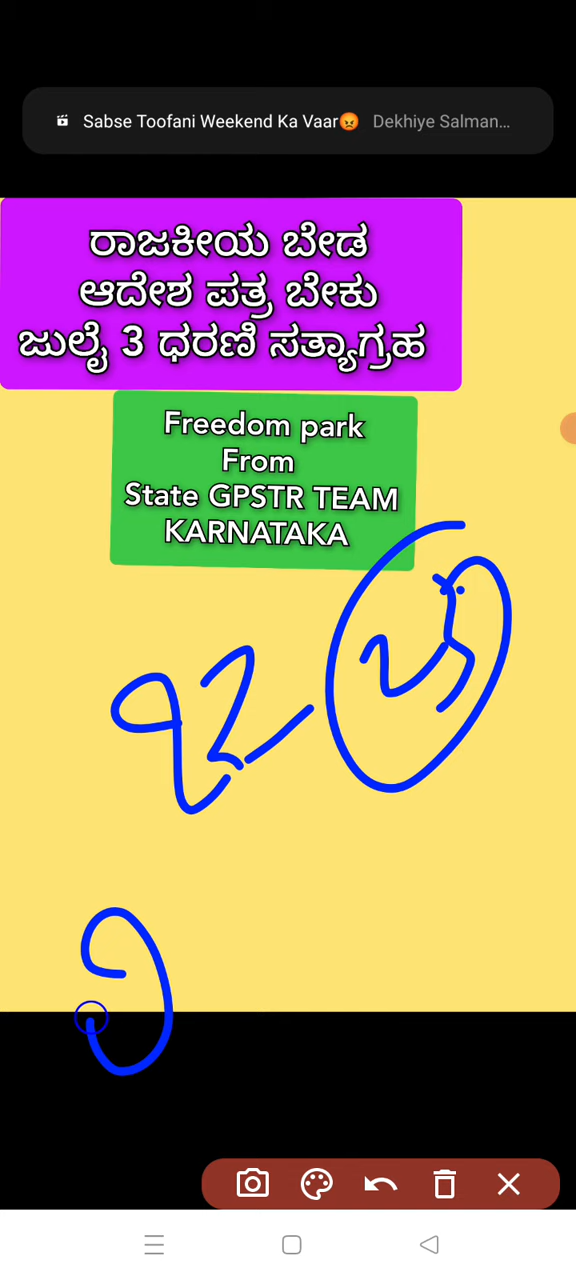 Sabse Toofani Weekend Ka Vaar😡 Dekhiye Salman...
ರಾಜಕೀಯ ಬೇಡ
ಆದೇಶ ಪತ್ರ ಬೇಕು
ಜುಲೈ 3 ಧರಣಿ ಸತ್ಯಾಗ್ರಹ
Freedom park
From
State GPSTR TEAM
KARNATAKA
92